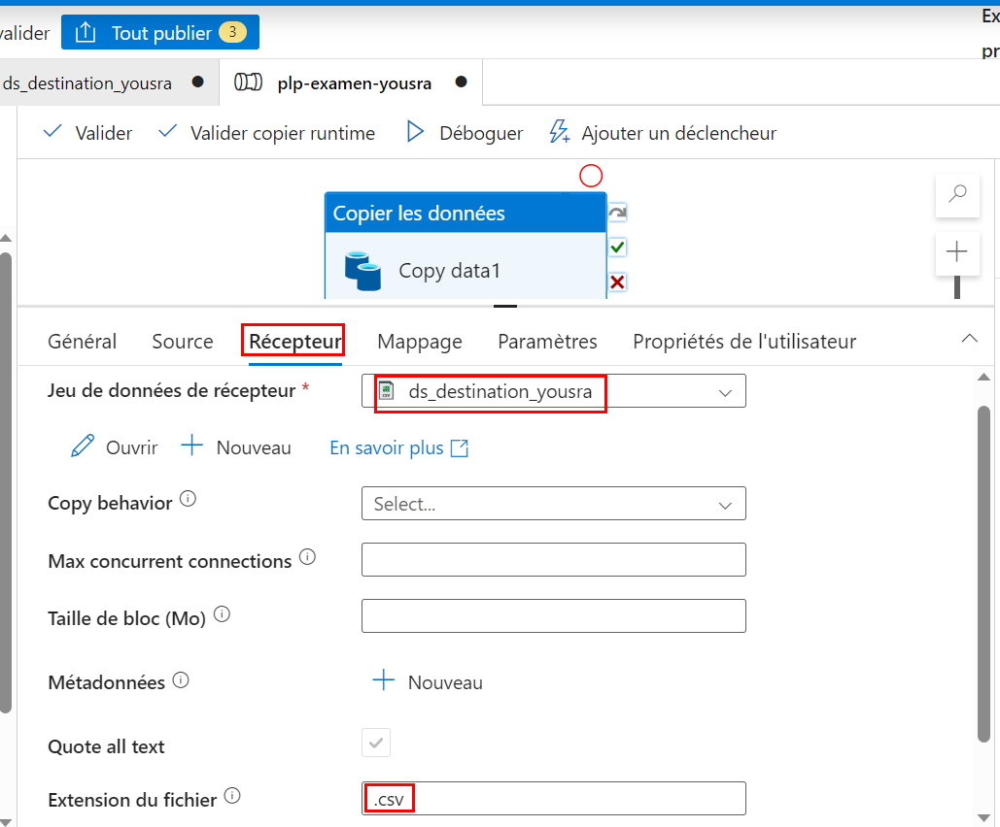 valider
Tout publier 3
Ex
pr
ds_destination_yousra
plp-examen-yousra
Valider
Valider copier runtime
Déboguer
Ajouter un déclencheur
Copier les données
Copy data1
Général
Source
Récepteur
Mappage
Paramètres
Propriétés de l'utilisateur
Jeu de données de récepteur *
ds_destination_yousra
Ouvrir
Nouveau
En savoir plus
Copy behavior
Select...
Max concurrent connections
Taille de bloc (Mo)
Métadonnées
Nouveau
Quote all text
Extension du fichier
.csv